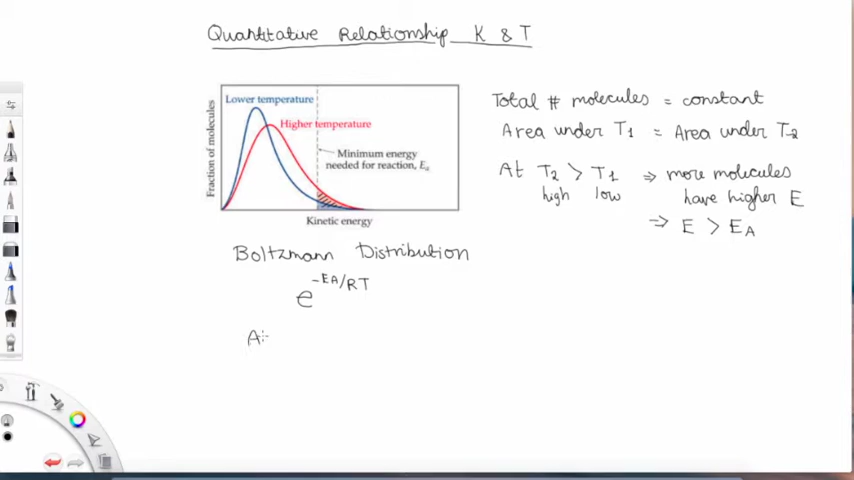 Quantitative Relationship K & T
Lower temperature
Higher temperature
Minimum energy
needed for reaction, Ea
Fraction of molecules
Kinetic energy
Total # molecules = constant
Area under T1 = Area under T2
At T2 > T1 ⇒ more molecules
high low have higher E
⇒ E > EA
Boltzmann Distribution
e^-EA/RT
A: